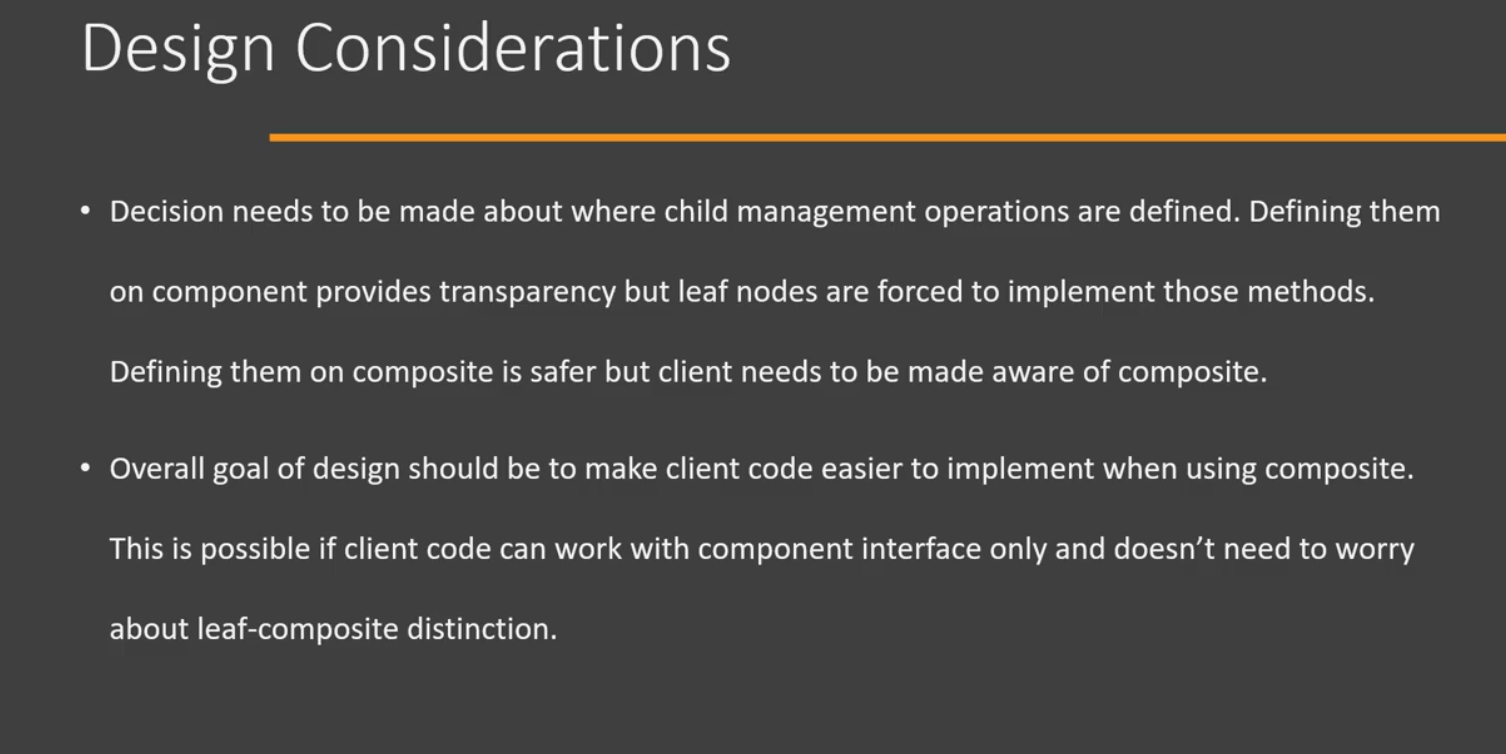 Design Considerations
• Decision needs to be made about where child management operations are defined. Defining them
on component provides transparency but leaf nodes are forced to implement those methods.
Defining them on composite is safer but client needs to be made aware of composite.
• Overall goal of design should be to make client code easier to implement when using composite.
This is possible if client code can work with component interface only and doesn’t need to worry
about leaf-composite distinction.